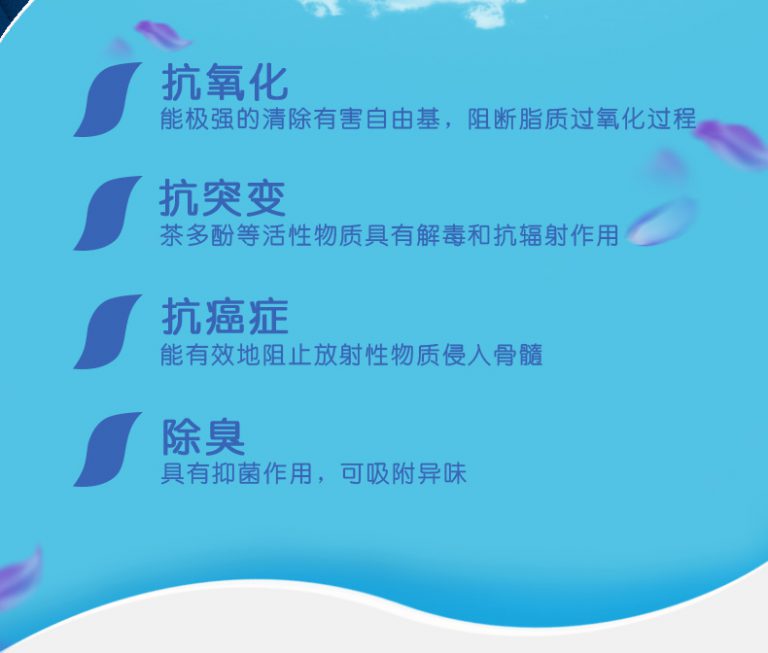 抗氧化
能极强的清除有害自由基，阻断脂质过氧化过程
抗突变
茶多酚等活性物质具有解毒和抗辐射作用
抗癌症
能有效地阻止放射性物质侵入骨髓
除臭
具有抑菌作用，可吸附异味